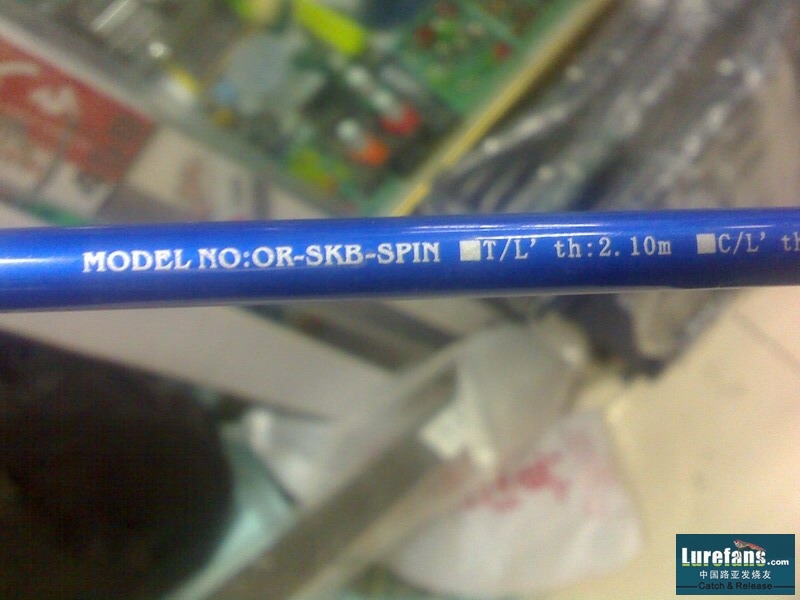 MODEL NO:OR-SKB-SPIN ■T/L' th:2.10m ■C/L' th
Lurefans.com
中国路亚发烧友
Catch & Release